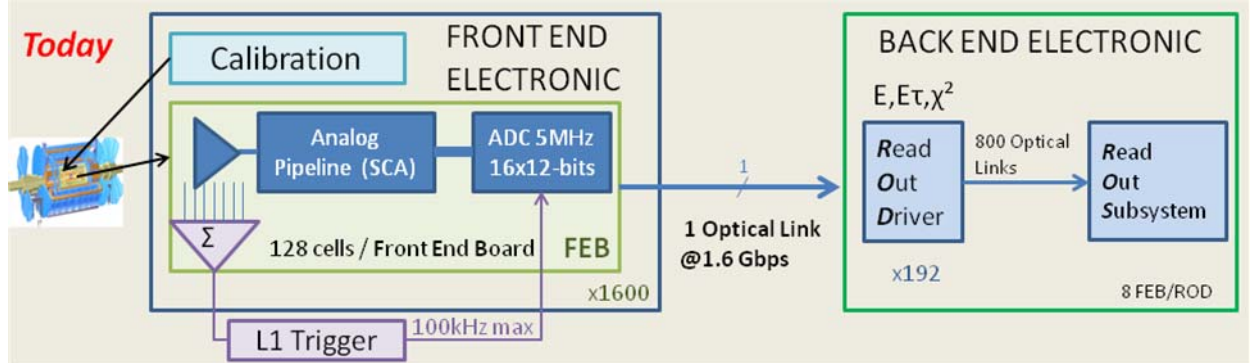 Today
Calibration
FRONT END
ELECTRONIC
Analog
Pipeline (SCA)
ADC 5MHz
16x12-bits
Σ
128 cells / Front End Board
FEB
x1600
L1 Trigger
100kHz max
1
1 Optical Link
@1.6 Gbps
BACK END ELECTRONIC
E,Eτ,χ²
Read
Out
Driver
800 Optical
Links
Read
Out
Subsystem
x192
8 FEB/ROD